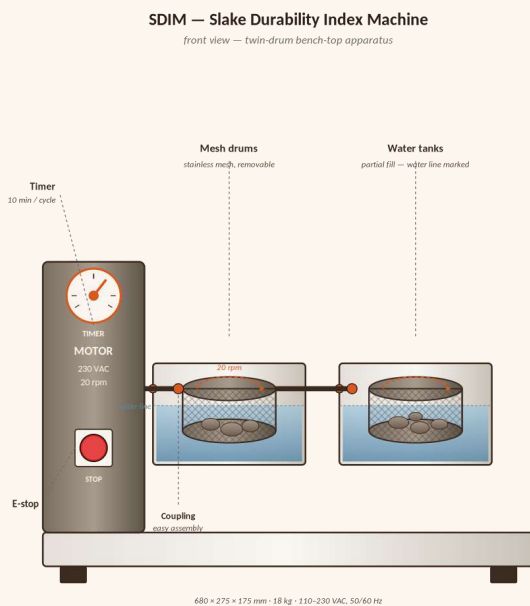 SDIM — Slake Durability Index Machine
front view — twin-drum bench-top apparatus
Mesh drums
stainless mesh, removable
Water tanks
partial fill — water line marked
Timer
10 min / cycle
TIMER
MOTOR
230 VAC
20 rpm
20 rpm
line
STOP
E-stop
Coupling
easy assembly
680 × 275 × 175 mm · 18 kg · 110–230 VAC, 50/60 Hz